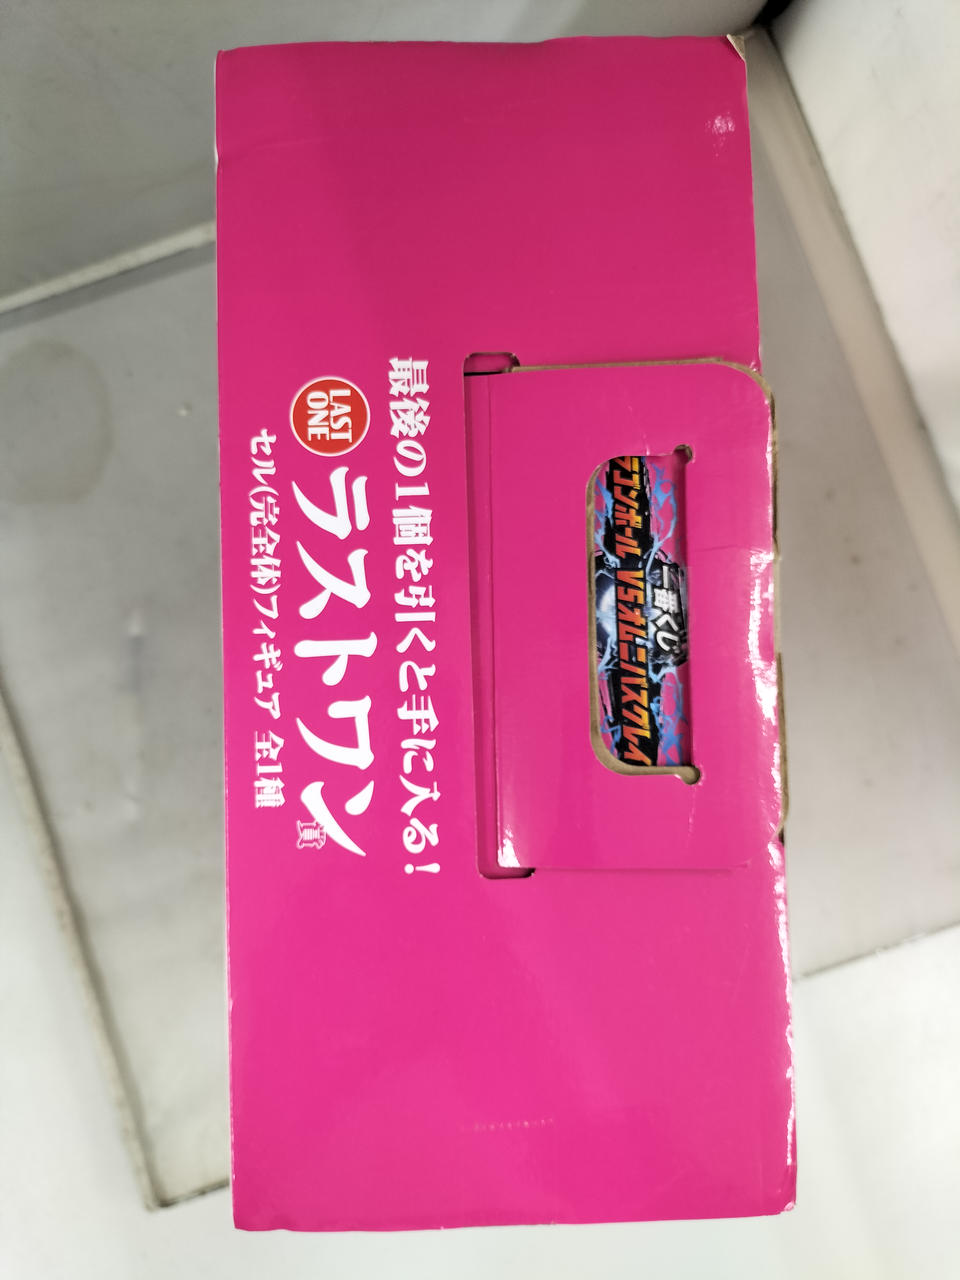 一番くじ
ラゴンボール VSオムニバスグレイ
最後の1個を引くと手に入る!
LAST
ONE
ラストワン賞
セル(完全体)フィギュア 全1種